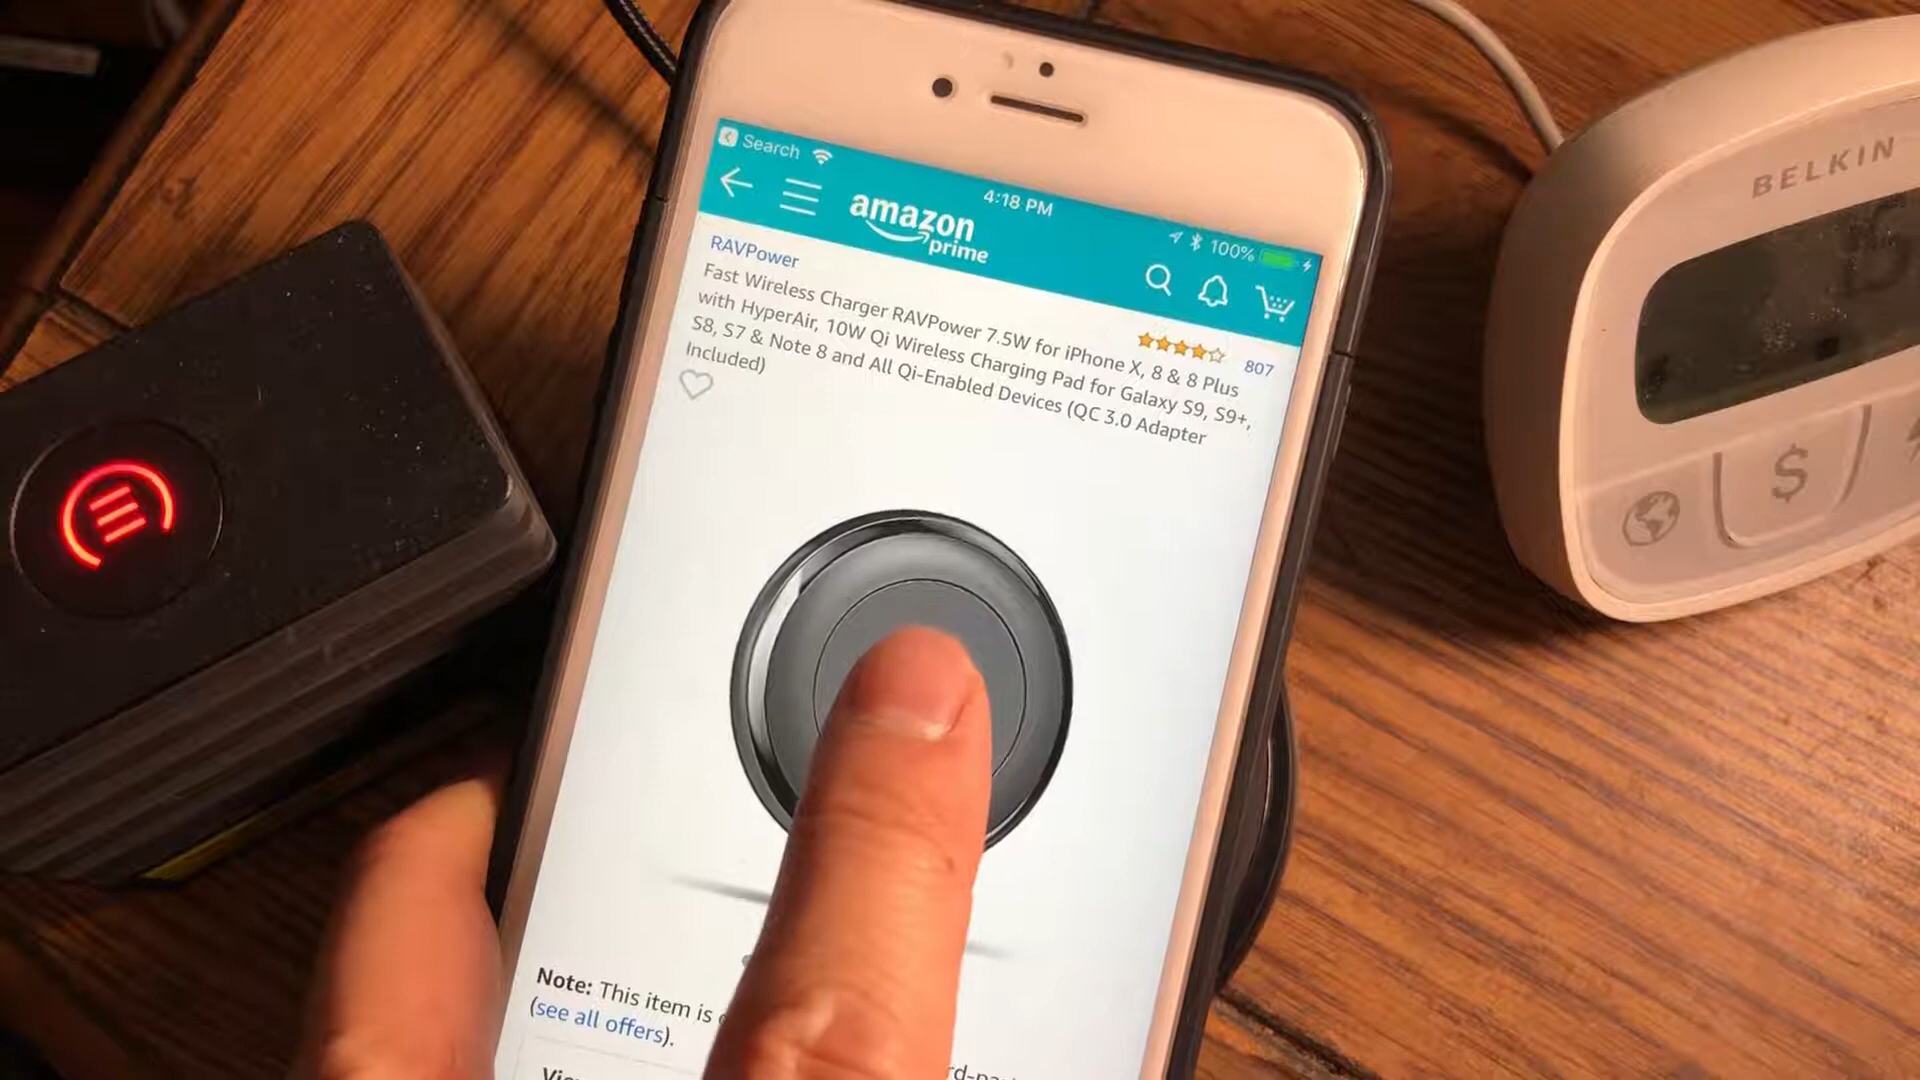 Search
4:18 PM
100%
amazon
prime
RAVPower
807
Fast Wireless Charger RAVPower 7.5W for iPhone X, 8 & 8 Plus
with HyperAir, 10W Qi Wireless Charging Pad for Galaxy S9, S9+,
S8, S7 & Note 8 and All Qi-Enabled Devices (QC 3.0 Adapter
Included)
Note: This item is
(see all offers).
BELKIN
$